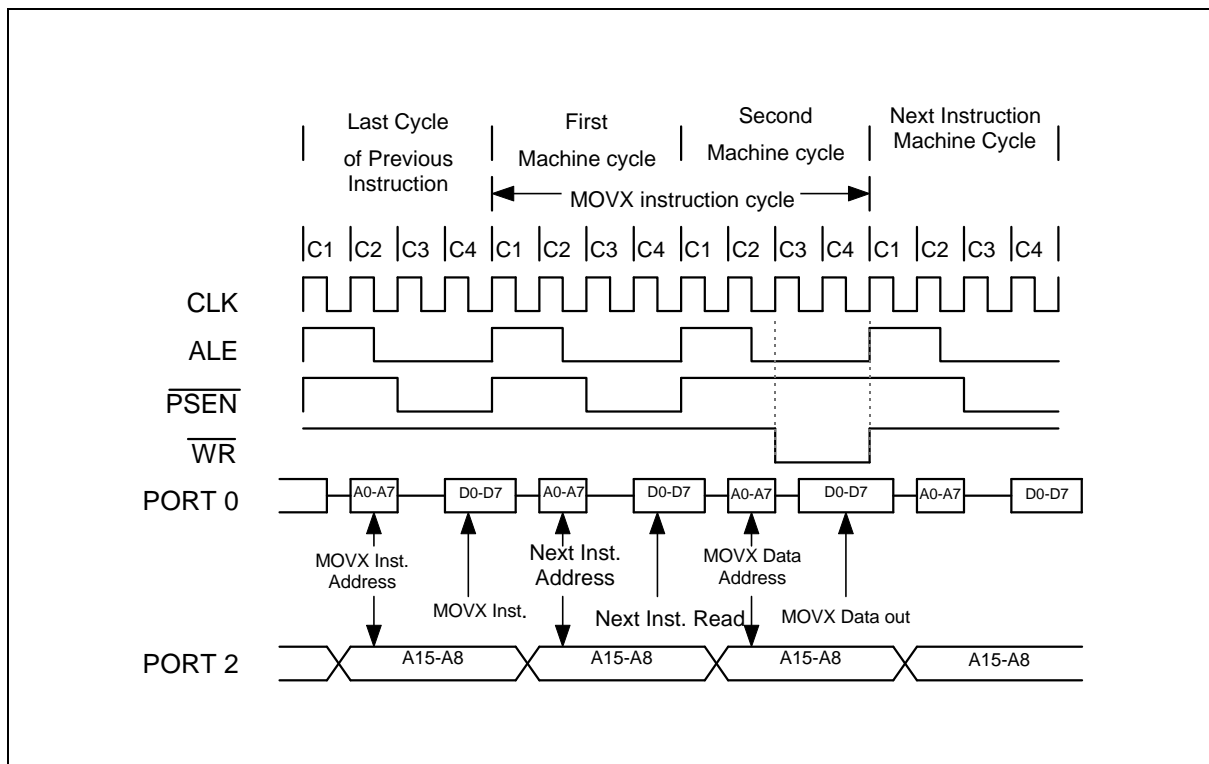 Last Cycle
of Previous
Instruction
First
Machine cycle
Second
Machine cycle
Next Instruction
Machine Cycle
MOVX instruction cycle
C1 C2 C3 C4 C1 C2 C3 C4 C1 C2 C3 C4 C1 C2 C3 C4
CLK
ALE
PSEN
WR
PORT 0
A0-A7 D0-D7 A0-A7 D0-D7 A0-A7 D0-D7 A0-A7 D0-D7
MOVX Inst.
Address
MOVX Inst.
Next Inst.
Address
Next Inst. Read
MOVX Data
Address
MOVX Data out
PORT 2
A15-A8 A15-A8 A15-A8 A15-A8